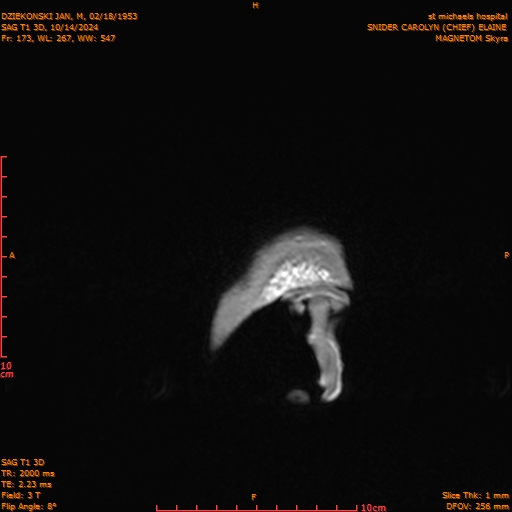 H
DZIEKONSKI JAN, M, 02/18/1953
SAG T1 3D, 10/14/2024
Fr: 173, WL: 267, WW: 547
st michaels hospital
SNIDER CAROLYN (CHIEF) ELAINE
MAGNETOM Skyra
A
P
10
cm
SAG T1 3D
TR: 2000 ms
TE: 2.23 ms
Field: 3 T
Flip Angle: 8°
F
10cm
Slice Thk: 1 mm
DFOV: 256 mm